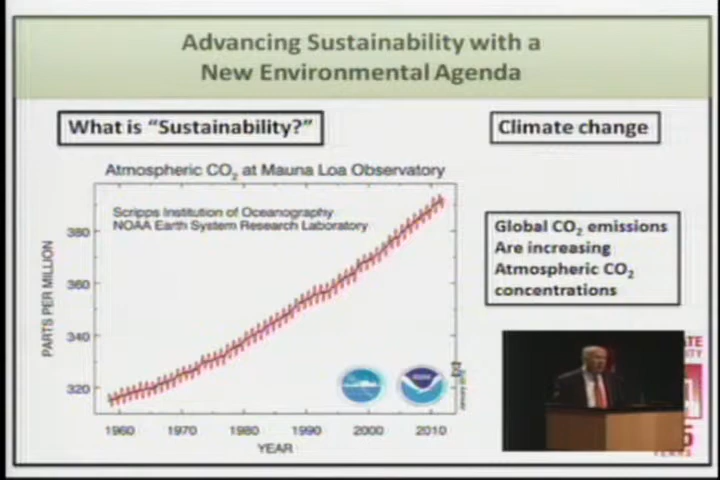 Advancing Sustainability with a
New Environmental Agenda
What is “Sustainability?”
Climate change
Atmospheric CO₂ at Mauna Loa Observatory
Scripps Institution of Oceanography
NOAA Earth System Research Laboratory
PARTS PER MILLION
380
360
340
320
1960 1970 1980 1990 2000 2010
YEAR
Global CO₂ emissions
Are increasing
Atmospheric CO₂
concentrations
YEARS